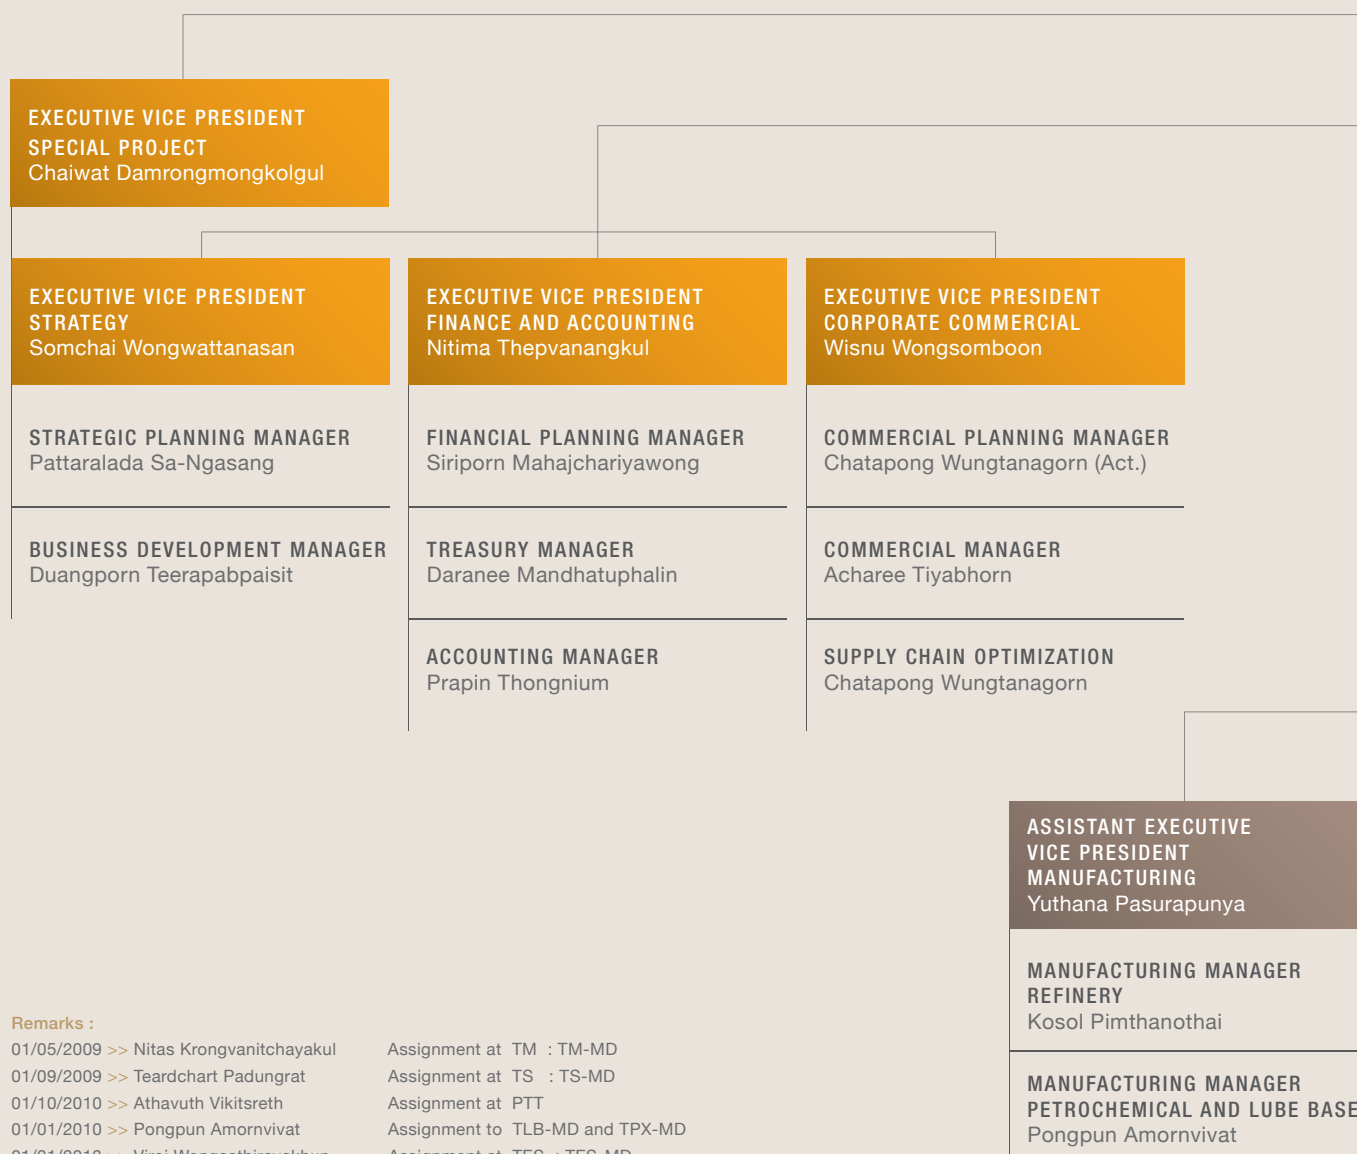 EXECUTIVE VICE PRESIDENT
SPECIAL PROJECT
Chaiwat Damrongmongkolgul
EXECUTIVE VICE PRESIDENT
STRATEGY
Somchai Wongwattanasan
STRATEGIC PLANNING MANAGER
Pattaralada Sa-Ngasang
BUSINESS DEVELOPMENT MANAGER
Duangporn Teerapabpaisit
EXECUTIVE VICE PRESIDENT
FINANCE AND ACCOUNTING
Nitima Thepvanangkul
FINANCIAL PLANNING MANAGER
Siriporn Mahajchariyawong
TREASURY MANAGER
Daranee Mandhatuphalin
ACCOUNTING MANAGER
Prapin Thongnium
EXECUTIVE VICE PRESIDENT
CORPORATE COMMERCIAL
Wisnu Wongsomboon
COMMERCIAL PLANNING MANAGER
Chatapong Wungtanagorn (Act.)
COMMERCIAL MANAGER
Acharee Tiyabhorn
SUPPLY CHAIN OPTIMIZATION
Chatapong Wungtanagorn
ASSISTANT EXECUTIVE
VICE PRESIDENT
MANUFACTURING
Yuthana Pasurapunya
MANUFACTURING MANAGER
REFINERY
Kosol Pimthanothai
MANUFACTURING MANAGER
PETROCHEMICAL AND LUBE BASE
Pongpun Amornvivat
Remarks :
01/05/2009 >> Nitas Krongvanitchayakul Assignment at TM : TM-MD
01/09/2009 >> Teardchart Padungrat Assignment at TS : TS-MD
01/10/2010 >> Athavuth Vikitsreth Assignment at PTT
01/01/2010 >> Pongpun Amornvivat Assignment to TLB-MD and TPX-MD